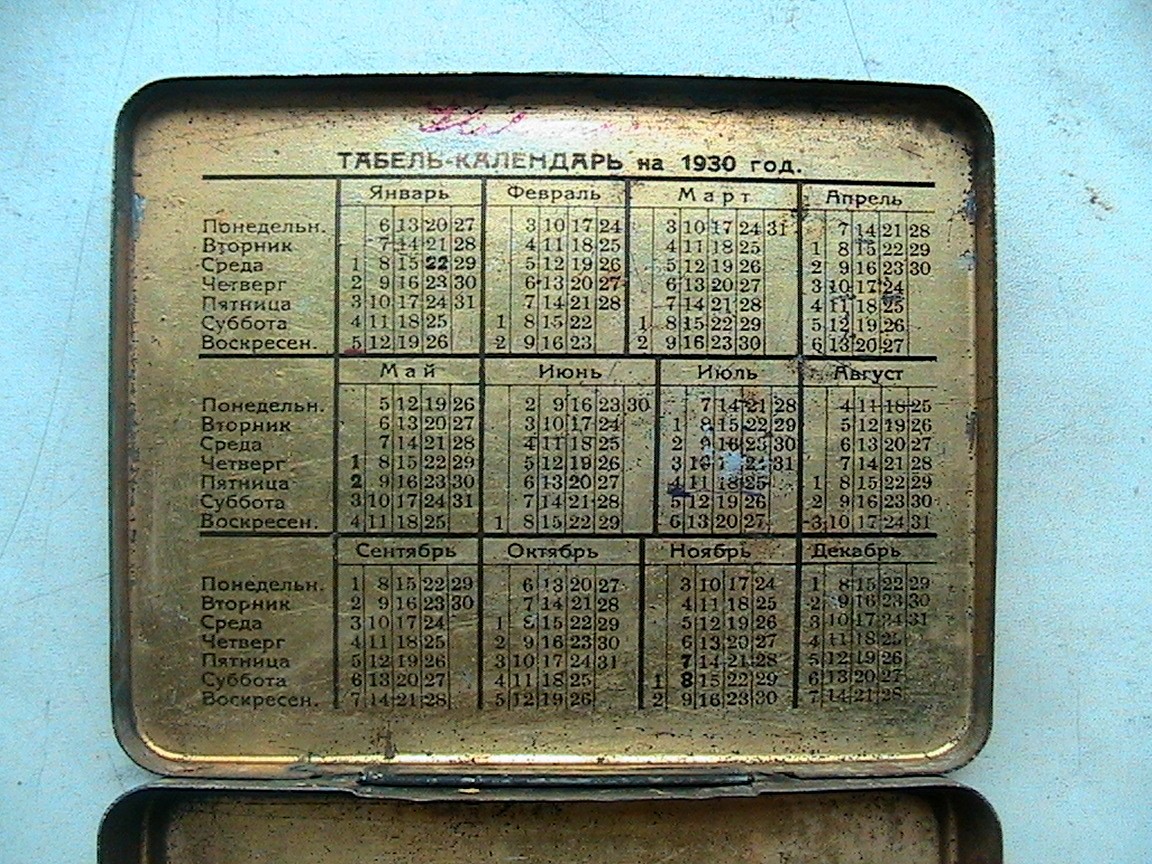 ТАБЕЛЬ-КАЛЕНДАРЬ на 1930 год.
Январь Февраль Март Апрель
Понедельн. 6 13 20 27 3 10 17 24 3 10 17 24 31 7 14 21 28
Вторник 7 14 21 28 4 11 18 25 4 11 18 25 1 8 15 22 29
Среда 1 8 15 22 29 5 12 19 26 5 12 19 26 2 9 16 23 30
Четверг 2 9 16 23 30 6 13 20 27 6 13 20 27 3 10 17 24
Пятница 3 10 17 24 31 7 14 21 28 7 14 21 28 4 11 18 25
Суббота 4 11 18 25 1 8 15 22 1 8 15 22 29 5 12 19 26
Воскресен. 5 12 19 26 2 9 16 23 2 9 16 23 30 6 13 20 27
Май Июнь Июль Август
Понедельн. 5 12 19 26 2 9 16 23 30 7 14 21 28 4 11 18 25
Вторник 6 13 20 27 3 10 17 24 1 8 15 22 29 5 12 19 26
Среда 7 14 21 28 4 11 18 25 2 9 16 23 30 6 13 20 27
Четверг 1 8 15 22 29 5 12 19 26 3 10 24 31 7 14 21 28
Пятница 2 9 16 23 30 6 13 20 27 4 11 18 25 1 8 15 22 29
Суббота 3 10 17 24 31 7 14 21 28 5 12 19 26 2 9 16 23 30
Воскресен. 4 11 18 25 1 8 15 22 29 6 13 20 27 3 10 17 24 31
Сентябрь Октябрь Ноябрь Декабрь
Понедельн. 1 8 15 22 29 6 13 20 27 3 10 17 24 1 8 15 22 29
Вторник 2 9 16 23 30 7 14 21 28 4 11 18 25 2 9 16 23 30
Среда 3 10 17 24 1 8 15 22 29 5 12 19 26 3 10 17 24 31
Четверг 4 11 18 25 2 9 16 23 30 6 13 20 27 4 11 18 25
Пятница 5 12 19 26 3 10 17 24 31 7 14 21 28 5 12 19 26
Суббота 6 13 20 27 4 11 18 25 1 8 15 22 29 6 13 20 27
Воскресен. 7 14 21 28 5 12 19 26 2 9 16 23 30 7 14 21 28